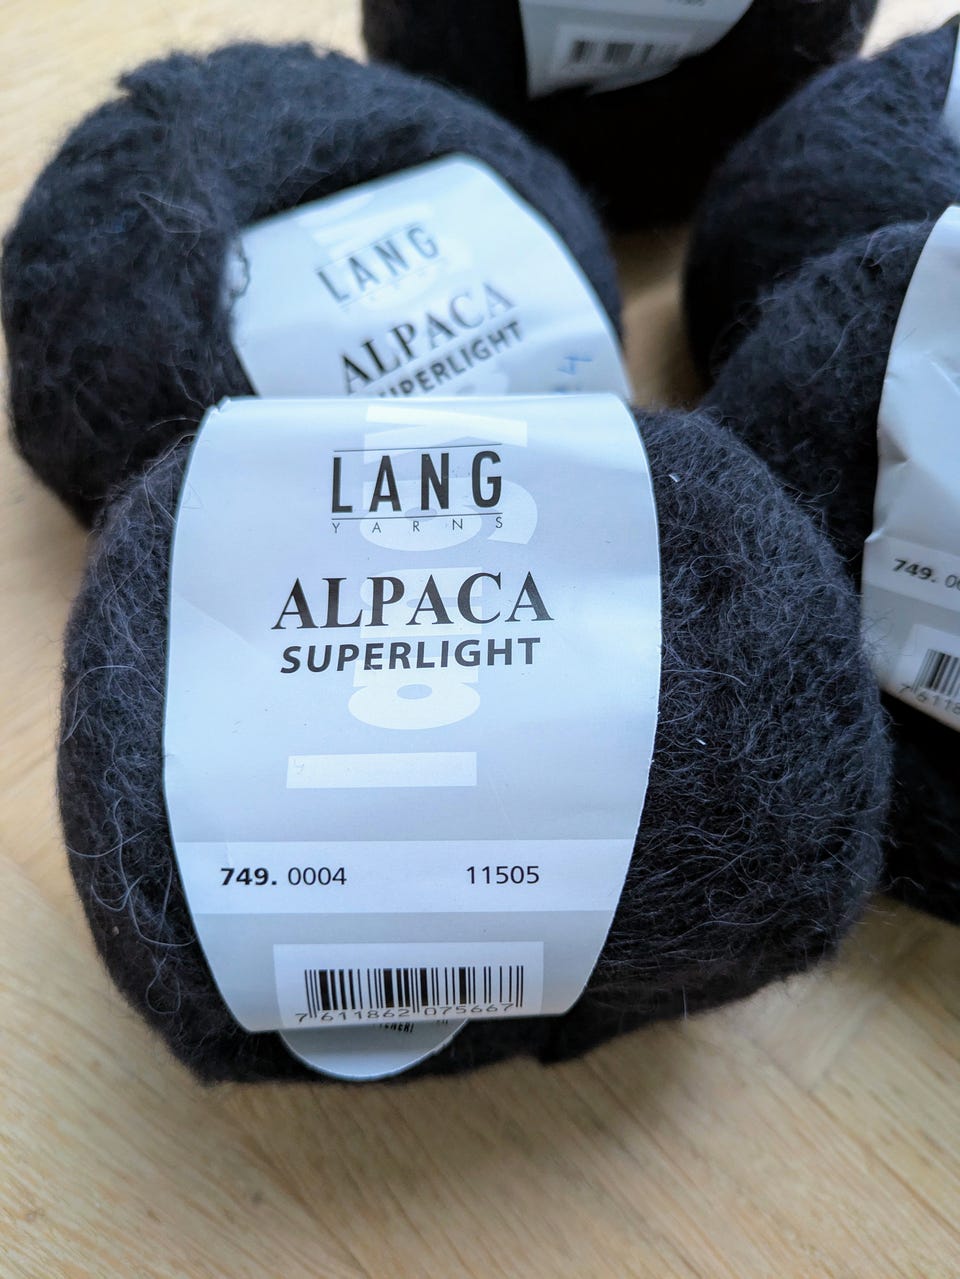 LANG
ALPACA
SUPERLIGHT
LANG
YARNS
ALPACA
SUPERLIGHT
749. 0004 11505
7 611862 075667
749.